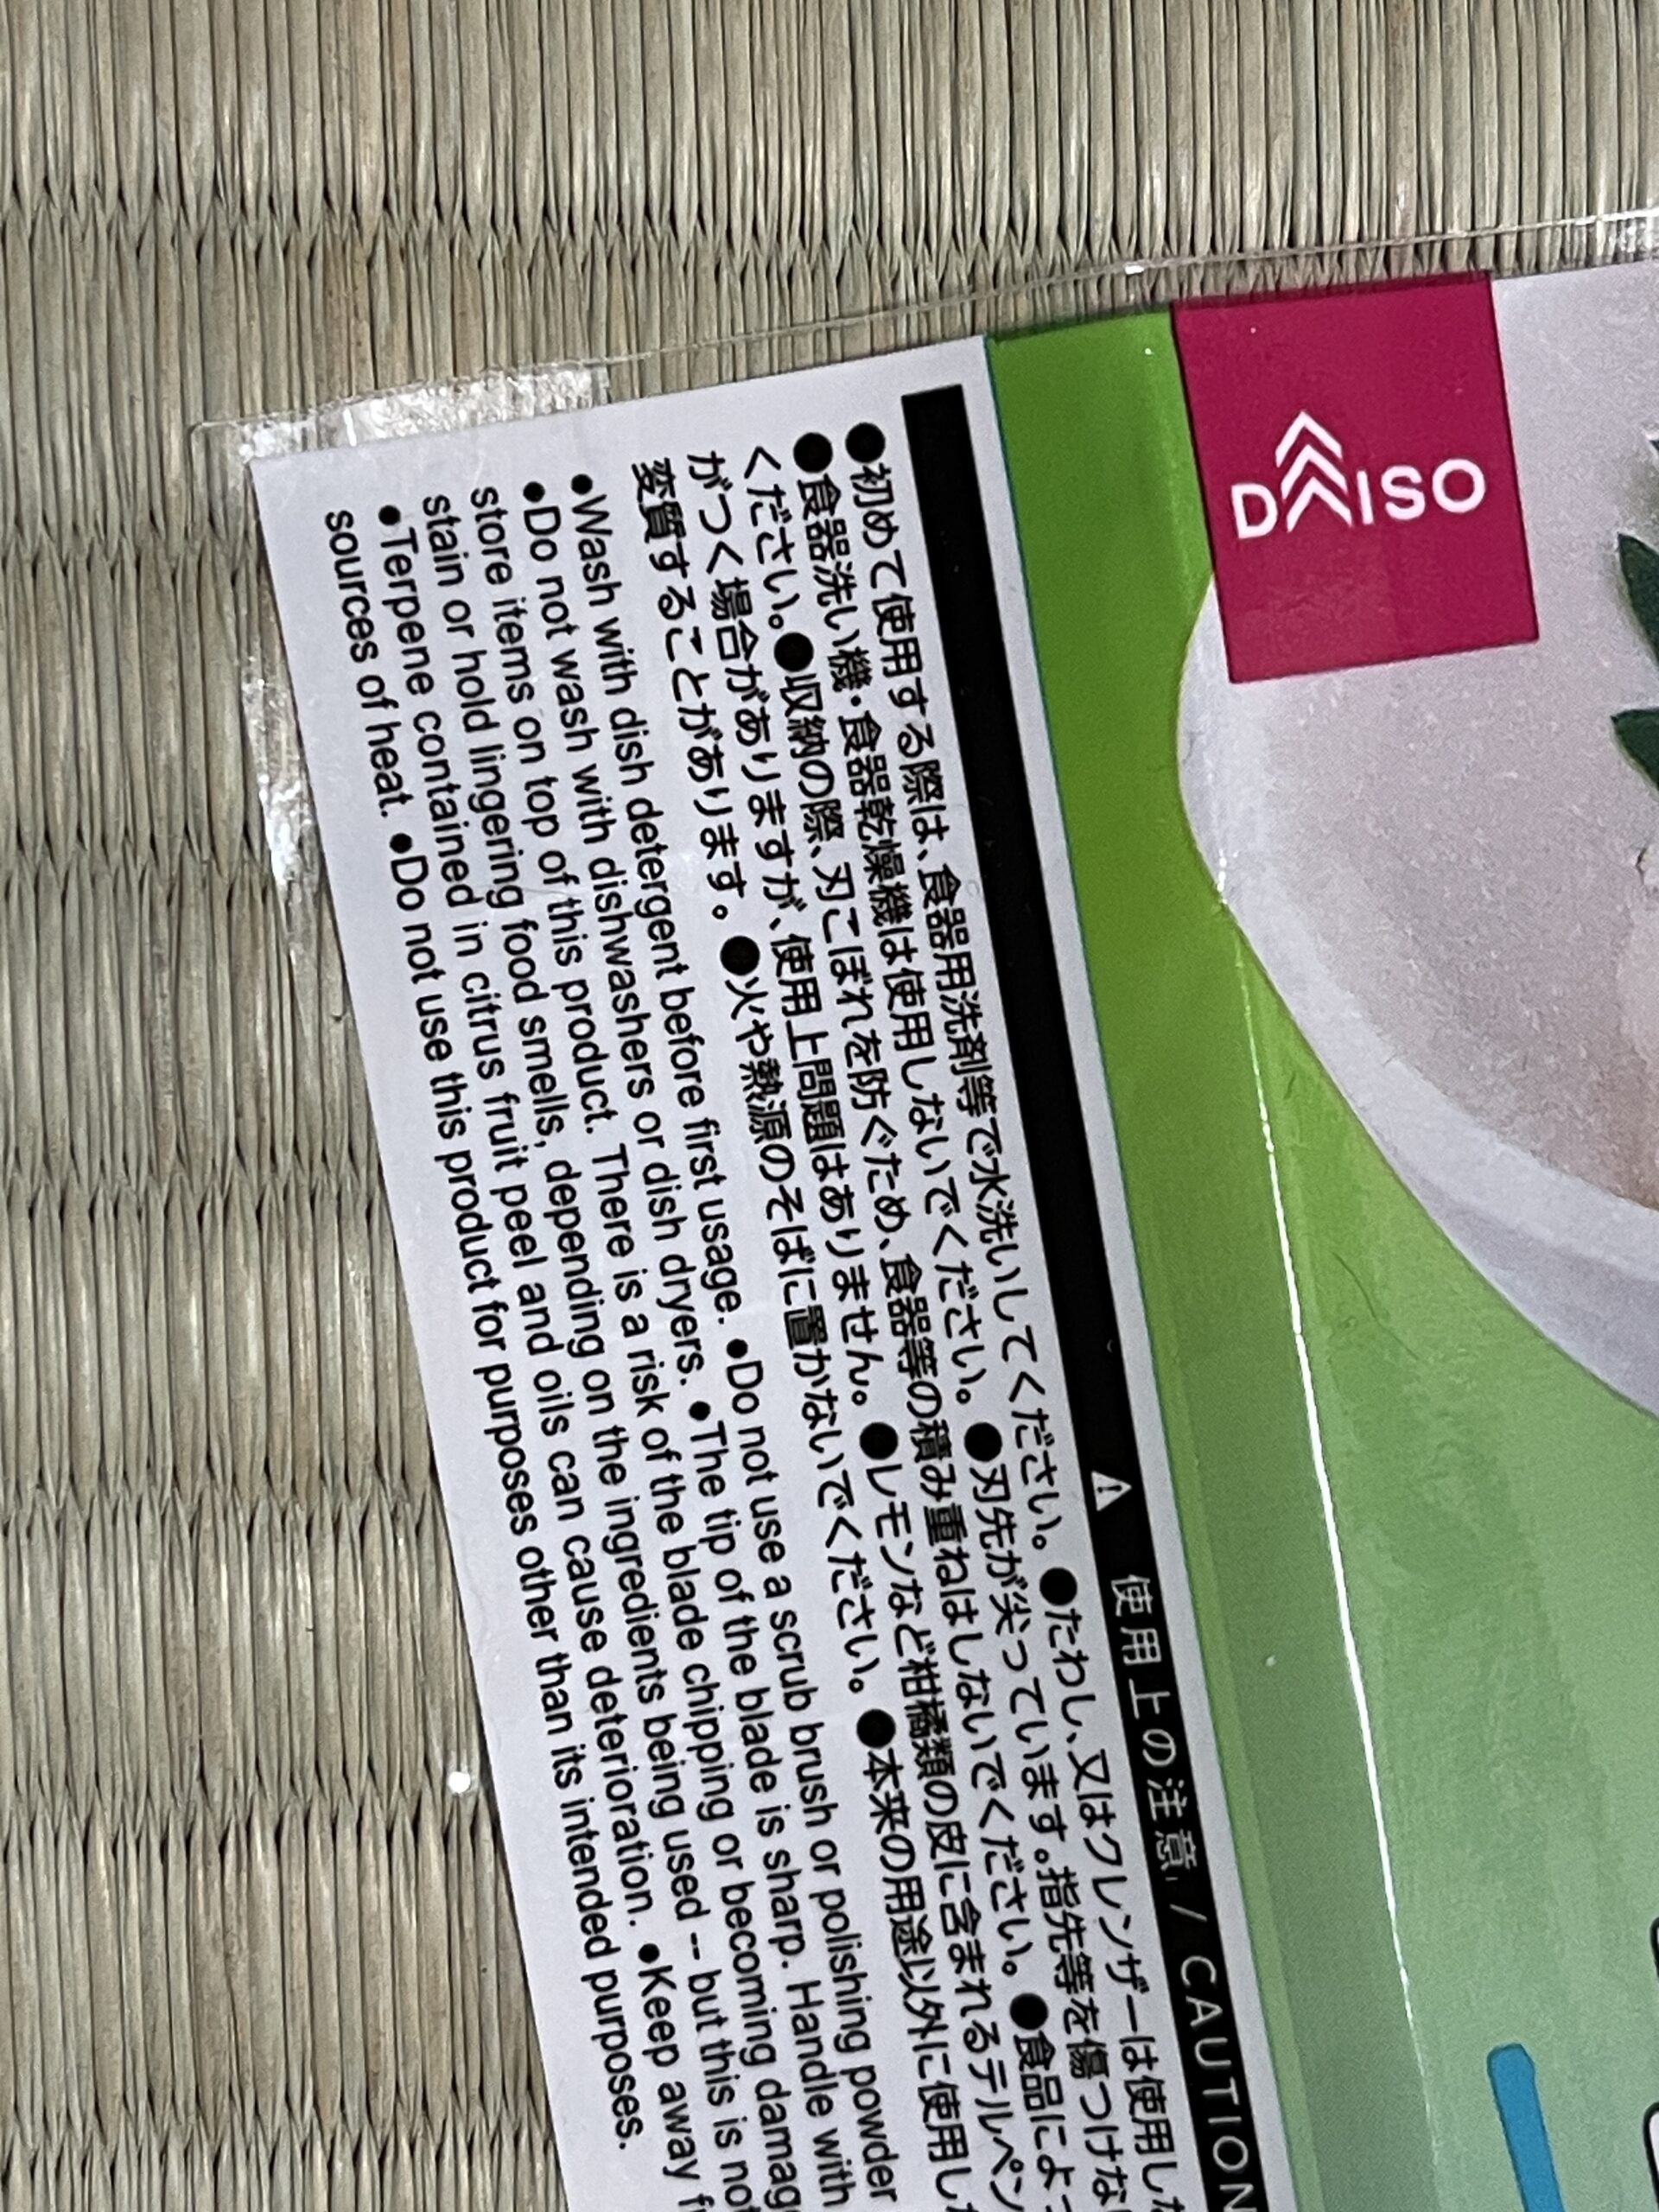 DAISO
使用上の注意 / CAUTION
●初めて使用する際は、食器用洗剤等で水洗いしてください。●たわし、又はクレンザーは使用しな
●食器洗い機・食器乾燥機は使用しないでください。●刃先が尖っています。指先等を傷つけない
ください。●収納の際、刃こぼれを防ぐため、食器等の積み重ねはしないでください。●食品によっ
がつく場合がありますが、使用上問題はありません。●レモンなど柑橘類の皮に含まれるテルペン
変質することがあります。●火や熱源のそばに置かないでください。●本来の用途以外に使用した
●Wash with dish detergent before first usage. ●Do not use a scrub brush or polishing powder
●Do not wash with dishwashers or dish dryers. ●The tip of the blade is sharp. Handle with
store items on top of this product. There is a risk of the blade chipping or becoming damag
stain or hold lingering food smells, depending on the ingredients being used -- but this is not
●Terpene contained in citrus fruit peel and oils can cause deterioration. ●Keep away f
sources of heat. ●Do not use this product for purposes other than its intended purposes.